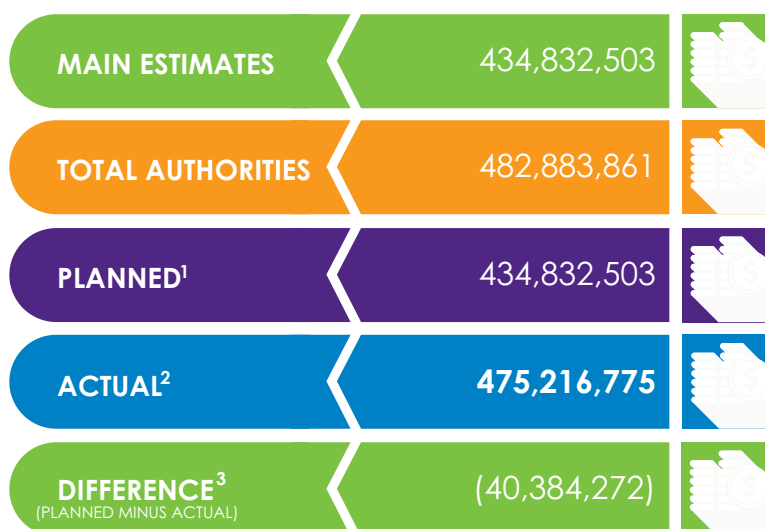 MAIN ESTIMATES 434,832,503
TOTAL AUTHORITIES 482,883,861
PLANNED¹ 434,832,503
ACTUAL² 475,216,775
DIFFERENCE³ (40,384,272)
(PLANNED MINUS ACTUAL)